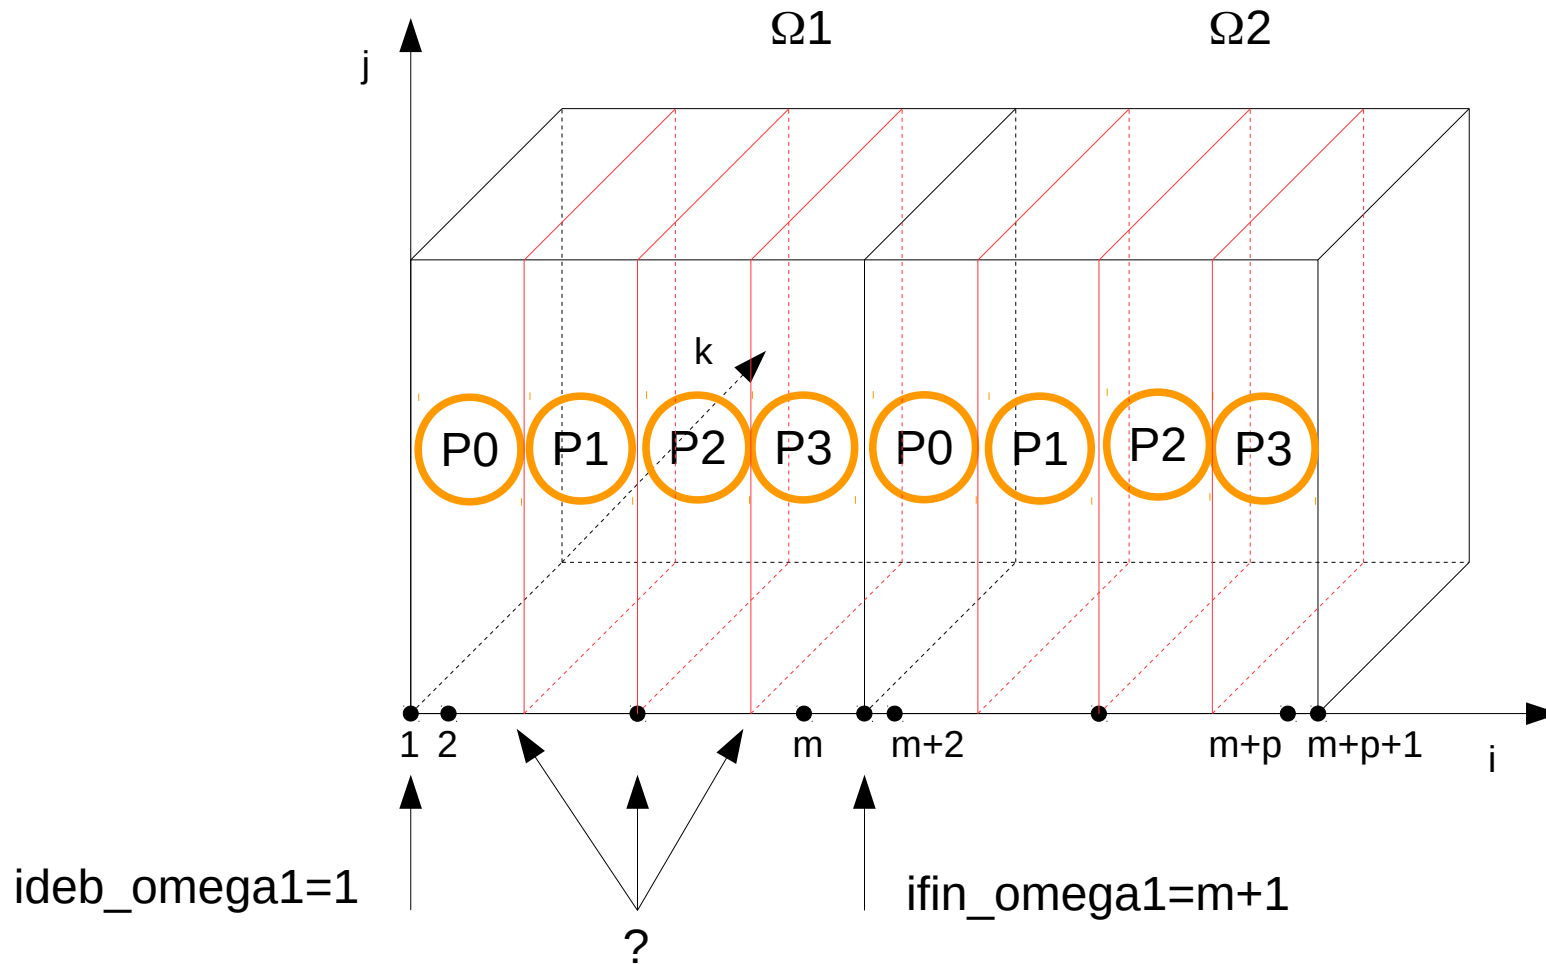 Ω1 Ω2
j
k
P0 P1 P2 P3 P0 P1 P2 P3
1 2 m m+2 m+p m+p+1
i
ideb_omega1=1 ifin_omega1=m+1
?